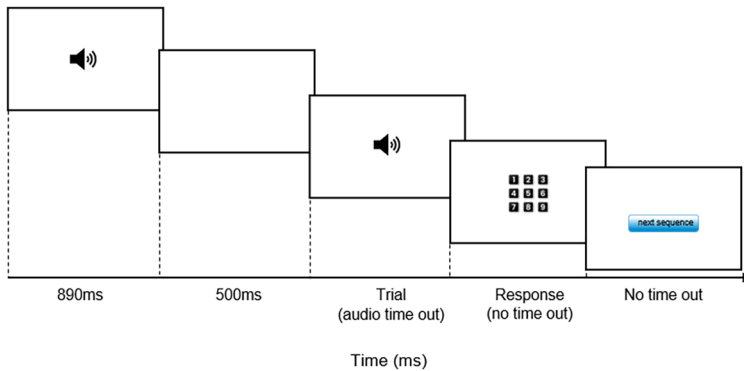 1 2 3
4 5 6
7 8 9
next sequence
890ms
500ms
Trial
(audio time out)
Response
(no time out)
No time out
Time (ms)